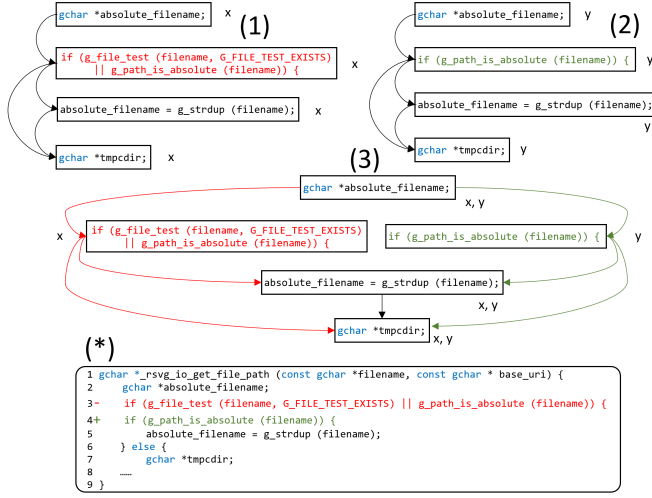 (1)
gchar *absolute_filename;
x
if (g_file_test (filename, G_FILE_TEST_EXISTS)
|| g_path_is_absolute (filename)) {
x
absolute_filename = g_strdup (filename);
x
gchar *tmpcdir;
x
(2)
gchar *absolute_filename;
y
if (g_path_is_absolute (filename)) {
y
absolute_filename = g_strdup (filename);
y
gchar *tmpcdir;
y
(3)
gchar *absolute_filename;
x, y
x
if (g_file_test (filename, G_FILE_TEST_EXISTS)
|| g_path_is_absolute (filename)) {
if (g_path_is_absolute (filename)) {
y
absolute_filename = g_strdup (filename);
x, y
gchar *tmpcdir;
x, y
(*)
1 gchar *_rsvg_io_get_file_path (const gchar *filename, const gchar * base_uri) {
2 gchar *absolute_filename;
3- if (g_file_test (filename, G_FILE_TEST_EXISTS) || g_path_is_absolute (filename)) {
4+ if (g_path_is_absolute (filename)) {
5 absolute_filename = g_strdup (filename);
6 } else {
7 gchar *tmpcdir;
8 ……
9 }